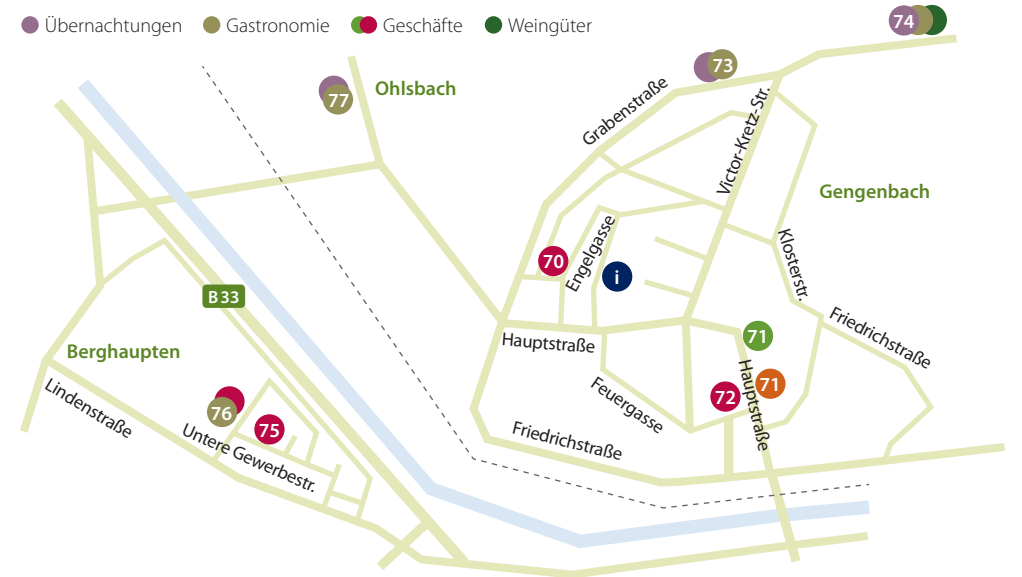 Übernachtungen Gastronomie Geschäfte Weingüter
74
73
77
Ohlsbach
Grabenstraße
Victor-Kretz-Str.
Gengenbach
70
Engelgasse
i
Klosterstr.
B 33
Friedrichstraße
Hauptstraße
71
Berghaupten
Lindenstraße
76
75
Untere Gewerbestr.
Feuergasse
72
71
Hauptstraße
Friedrichstraße